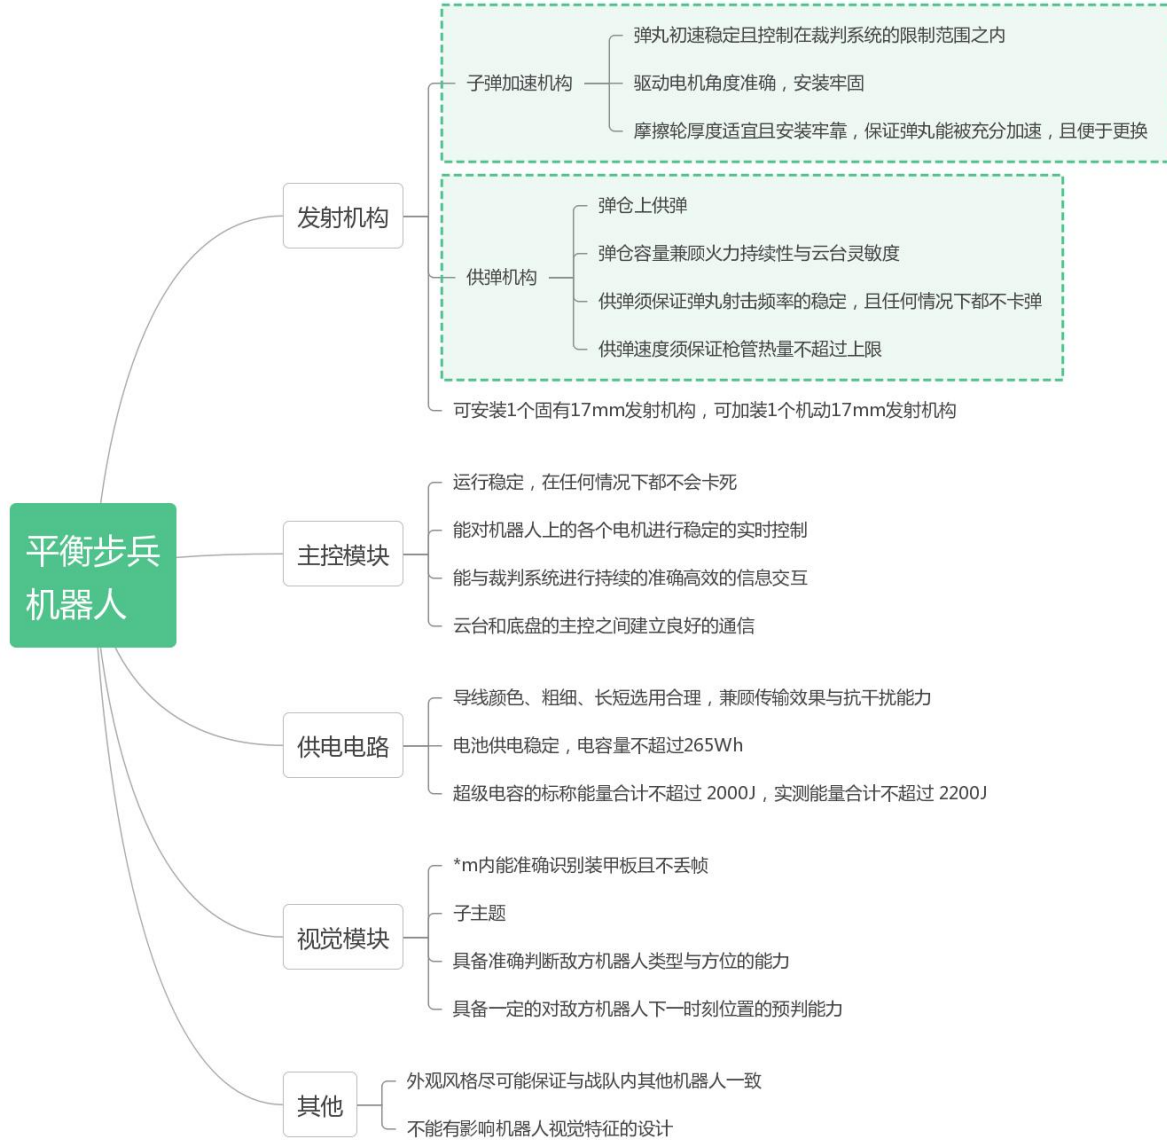 平衡步兵
机器人
发射机构
子弹加速机构
弹丸初速稳定且控制在裁判系统的限制范围之内
驱动电机角度准确，安装牢固
摩擦轮厚度适宜且安装牢靠，保证弹丸能被充分加速，且便于更换
供弹机构
弹仓上供弹
弹仓容量兼顾火力持续性与云台灵敏度
供弹须保证弹丸射击频率的稳定，且任何情况下都不卡弹
供弹速度须保证枪管热量不超过上限
可安装1个固有17mm发射机构，可加装1个机动17mm发射机构
主控模块
运行稳定，在任何情况下都不会卡死
能对机器人上的各个电机进行稳定的实时控制
能与裁判系统进行持续的准确高效的信息交互
云台和底盘的主控之间建立良好的通信
供电电路
导线颜色、粗细、长短选用合理，兼顾传输效果与抗干扰能力
电池供电稳定，电容量不超过265Wh
超级电容的标称能量合计不超过 2000J，实测能量合计不超过 2200J
视觉模块
*m内能准确识别装甲板且不丢帧
子主题
具备准确判断敌方机器人类型与方位的能力
具备一定的对敌方机器人下一时刻位置的预判能力
其他
外观风格尽可能保证与战队内其他机器人一致
不能有影响机器人视觉特征的设计